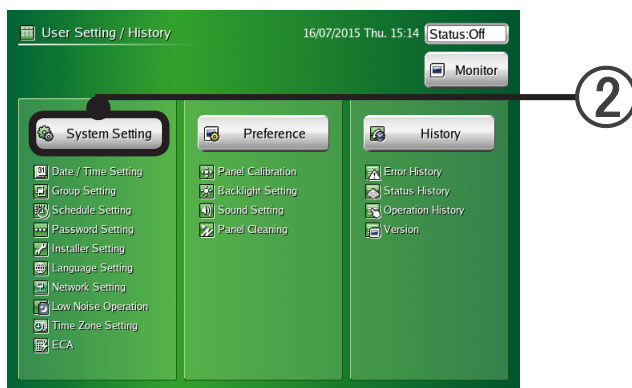 User Setting / History
16/07/2015 Thu. 15:14
Status:Off
Monitor
②
System Setting
Date / Time Setting
Group Setting
Schedule Setting
Password Setting
Installer Setting
Language Setting
Network Setting
Low Noise Operation
Time Zone Setting
ECA
Preference
Panel Calibration
Backlight Setting
Sound Setting
Panel Cleaning
History
Error History
Status History
Operation History
Version